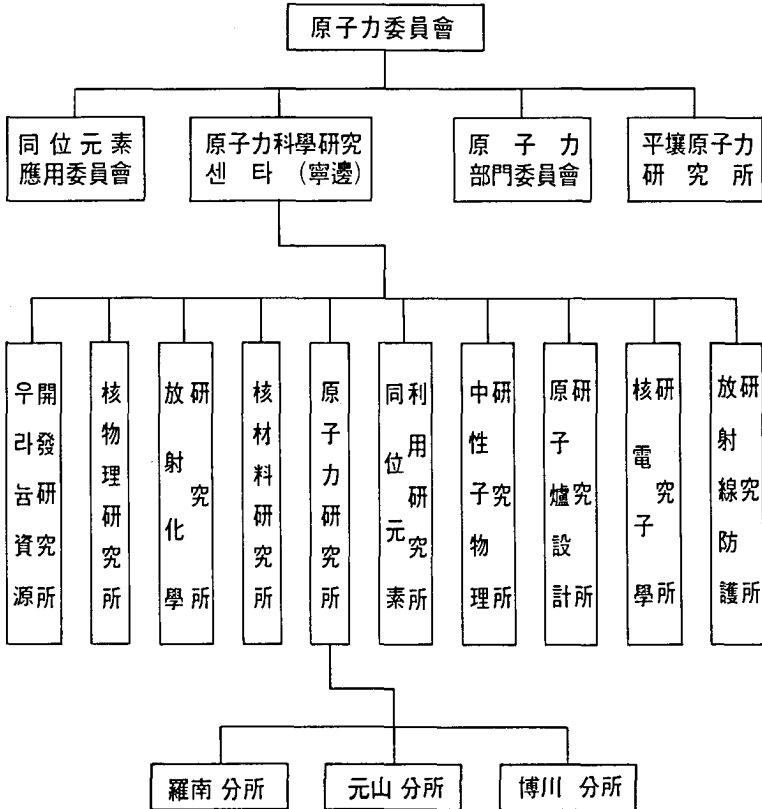 原子力委員會
同位元素
應用委員會
原子力科學研究
센타 (寧邊)
原子力
部門委員會
平壤原子力
研究所
우라늄資源
開發研究所
核物理研究所
放射化學
研究所
核材料研究所
原子力研究所
同位元素
利用研究所
中性子物理
研究所
原子爐設計
研究所
核電子學
研究所
放射線防護
研究所
羅南分所
元山分所
博川 分所